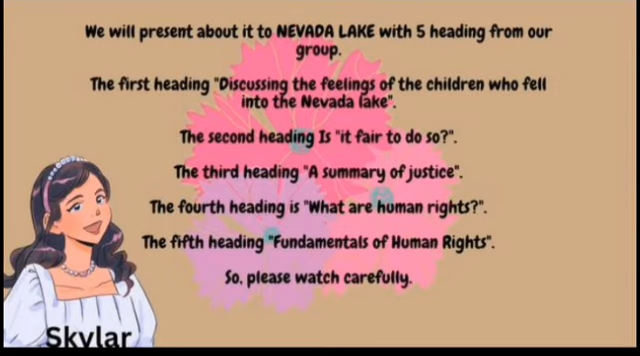 We will present about it to NEVADA LAKE with 5 heading from our
group.
The first heading "Discussing the feelings of the children who fell
into the Nevada lake".
The second heading Is "it fair to do so?".
The third heading "A summary of justice".
The fourth heading is "What are human rights?".
The fifth heading "Fundamentals of Human Rights".
So, please watch carefully.
Skylar